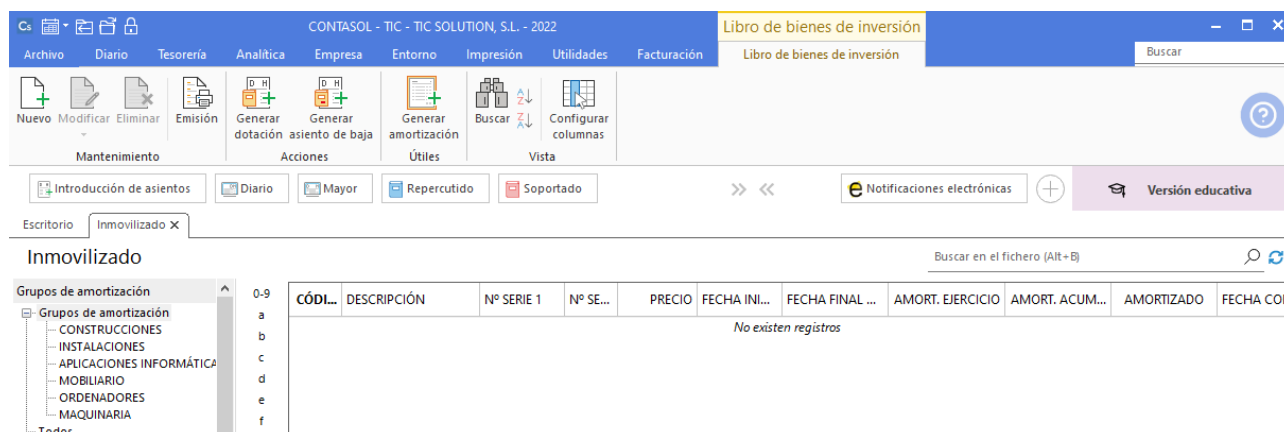 Cs CONTASOL - TIC - TIC SOLUTION, S.L. - 2022 Libro de bienes de inversión
Archivo Diario Tesorería Analítica Empresa Entorno Impresión Utilidades Facturación Libro de bienes de inversión Buscar
Nuevo Modificar Eliminar Emisión Generar dotación Generar asiento de baja Generar amortización Buscar Configurar columnas
Mantenimiento Acciones Útiles Vista
Introducción de asientos Diario Mayor Repercutido Soportado Notificaciones electrónicas Versión educativa
Escritorio Inmovilizado
Inmovilizado Buscar en el fichero (Alt+B)
Grupos de amortización 0-9 CÓDI... DESCRIPCIÓN Nº SERIE 1 Nº SE... PRECIO FECHA INI... FECHA FINAL ... AMORT. EJERCICIO AMORT. ACUM... AMORTIZADO FECHA CO
Grupos de amortización a
No existen registros
CONSTRUCCIONES b
INSTALACIONES
APLICACIONES INFORMÁTICA c
MOBILIARIO d
ORDENADORES e
MAQUINARIA f
Todos